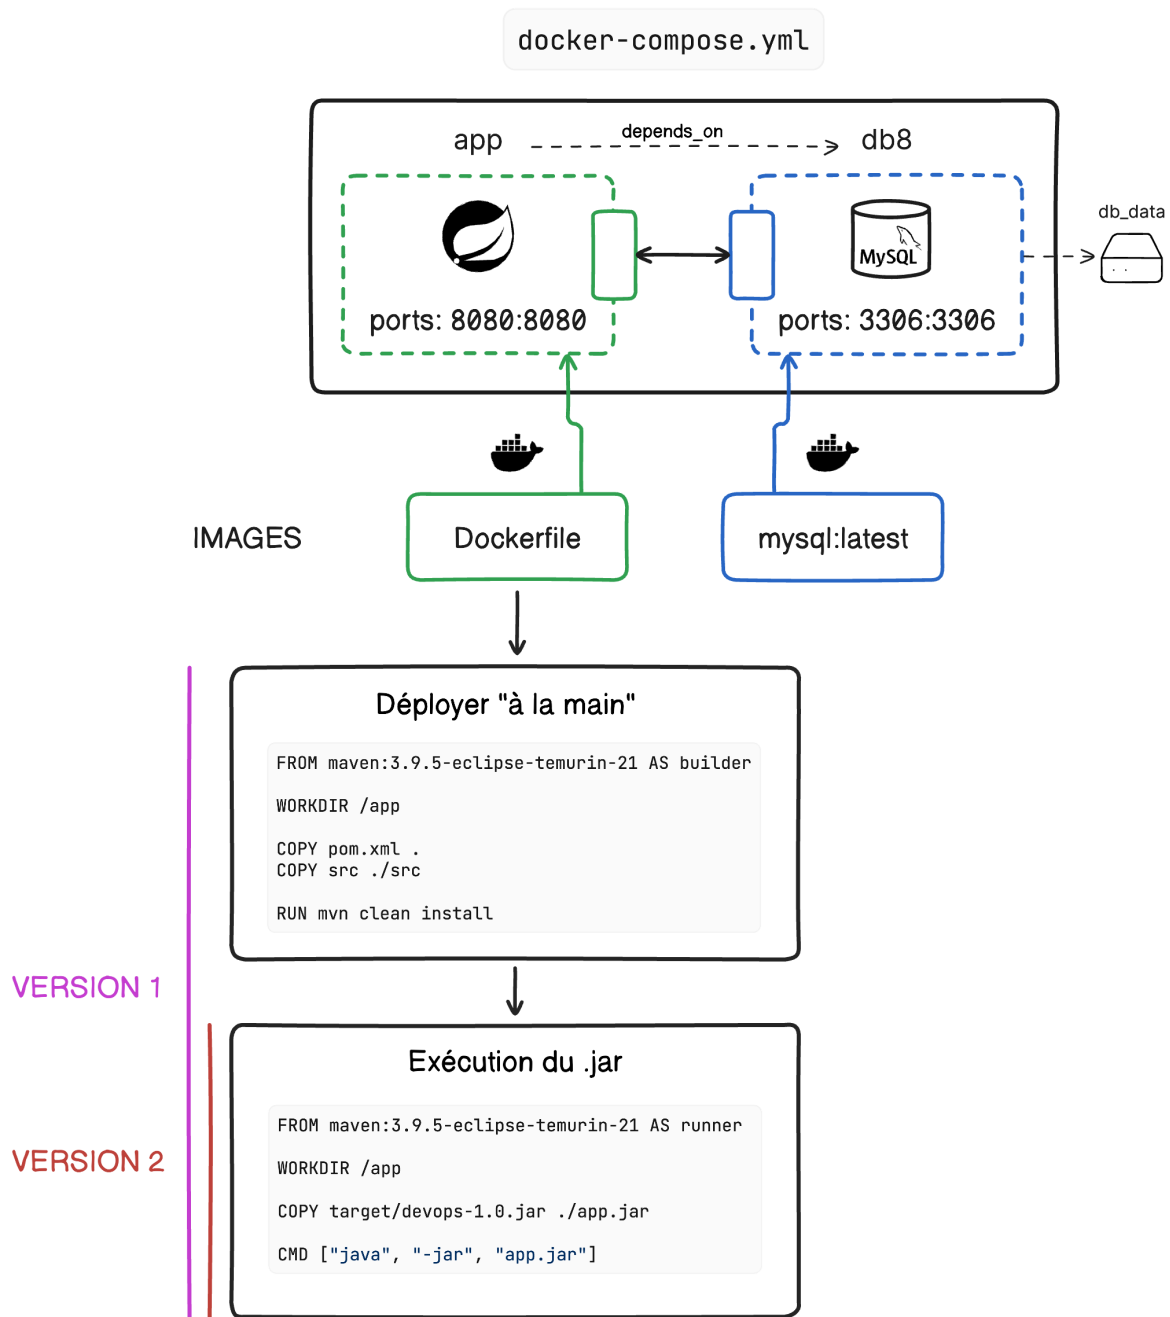 docker-compose.yml
app
depends_on
db8
db_data
MySQL
ports: 8080:8080
ports: 3306:3306
IMAGES
Dockerfile
mysql:latest
Déployer "à la main"
FROM maven:3.9.5-eclipse-temurin-21 AS builder
WORKDIR /app
COPY pom.xml .
COPY src ./src
RUN mvn clean install
VERSION 1
Exécution du .jar
FROM maven:3.9.5-eclipse-temurin-21 AS runner
WORKDIR /app
VERSION 2
COPY target/devops-1.0.jar ./app.jar
CMD ["java", "-jar", "app.jar"]